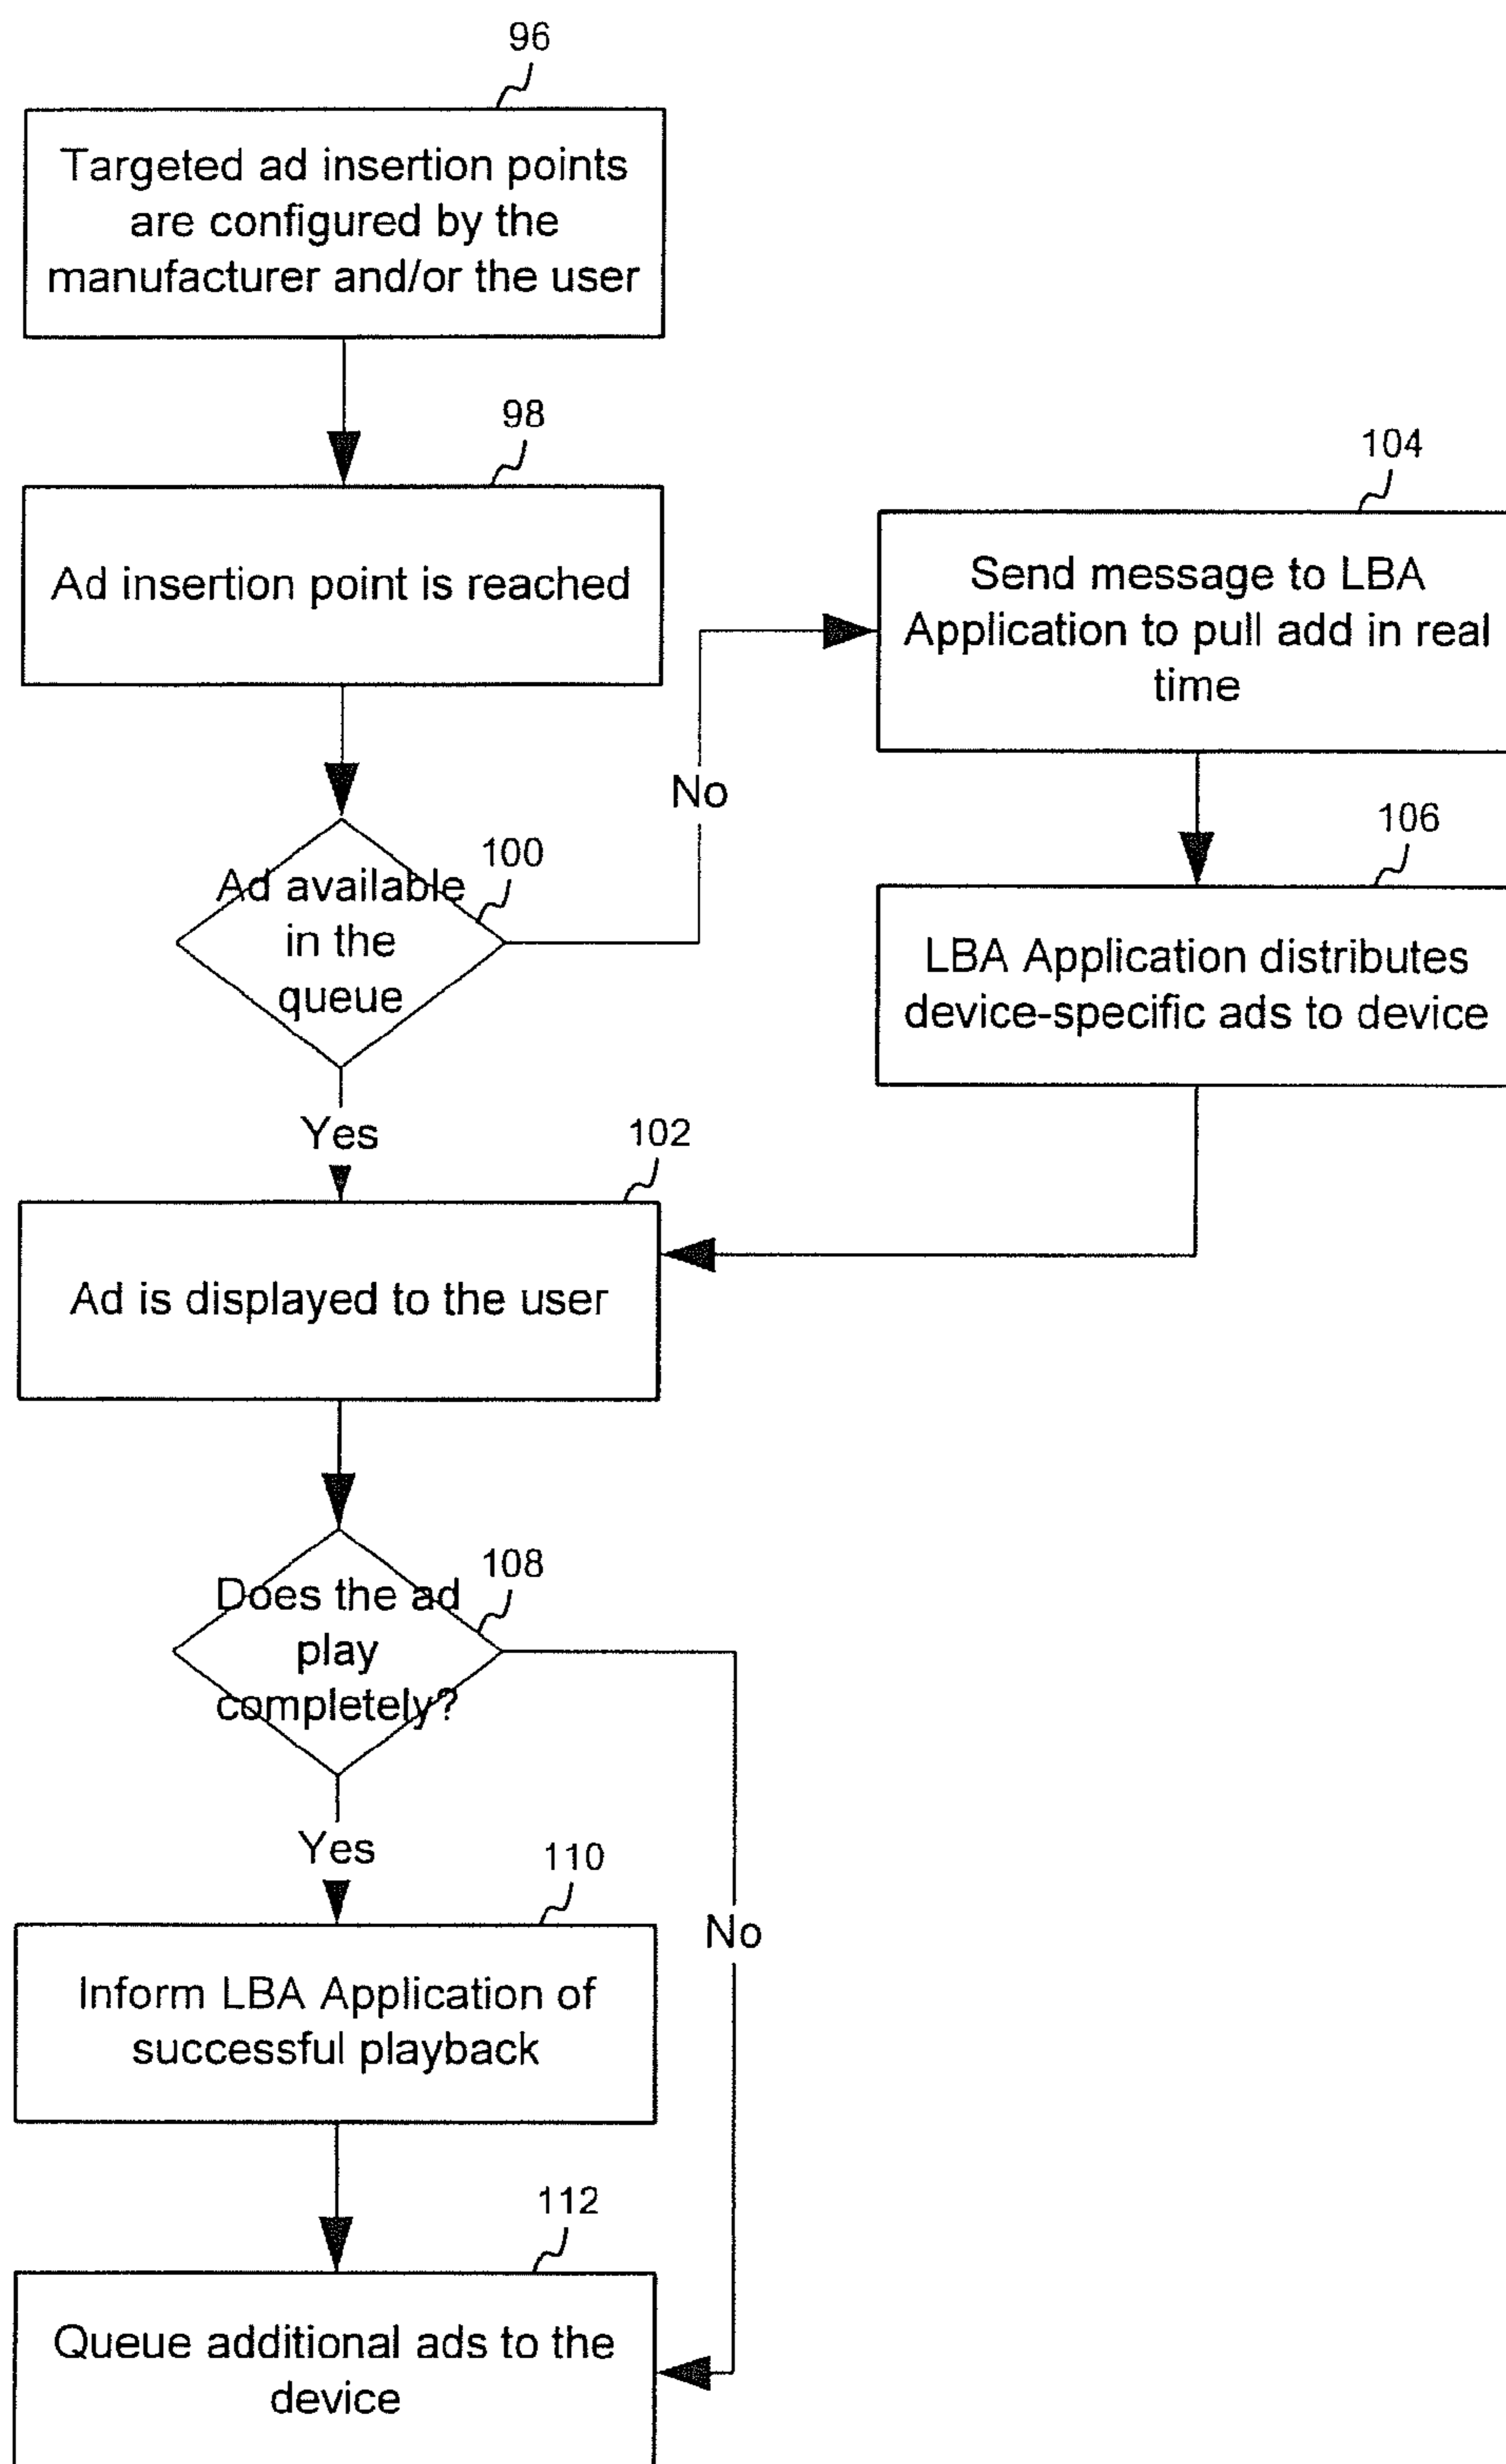 96
Targeted ad insertion points
are configured by the
manufacturer and/or the user
98
Ad insertion point is reached
104
Send message to LBA
Application to pull add in real
time
No
100
Ad available
in the
queue
106
LBA Application distributes
device-specific ads to device
Yes
102
Ad is displayed to the user
108
Does the ad
play
completely?
Yes
110
No
Inform LBA Application of
successful playback
112
Queue additional ads to the
device